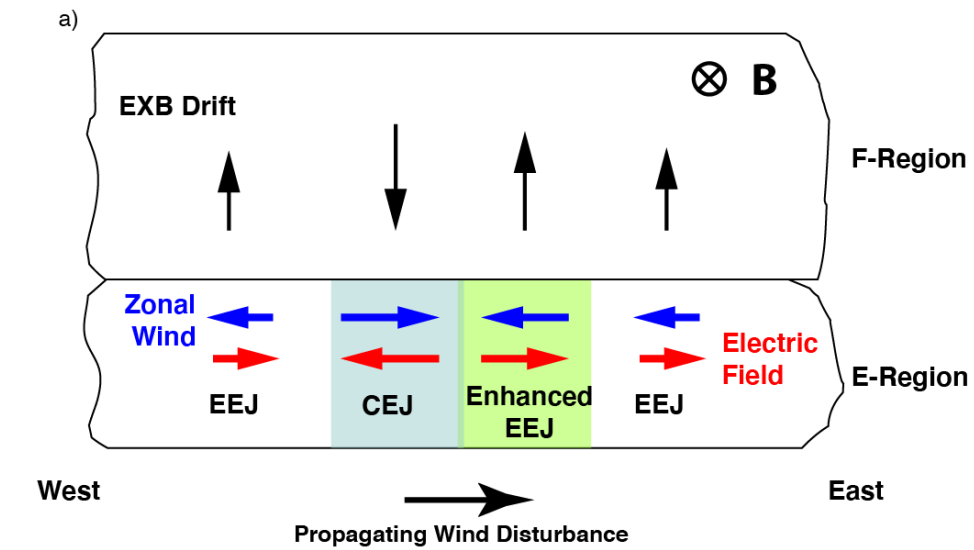 a)
B
EXB Drift
F-Region
Zonal
Wind
Electric
Field
E-Region
EEJ
CEJ
Enhanced
EEJ
EEJ
West
East
Propagating Wind Disturbance